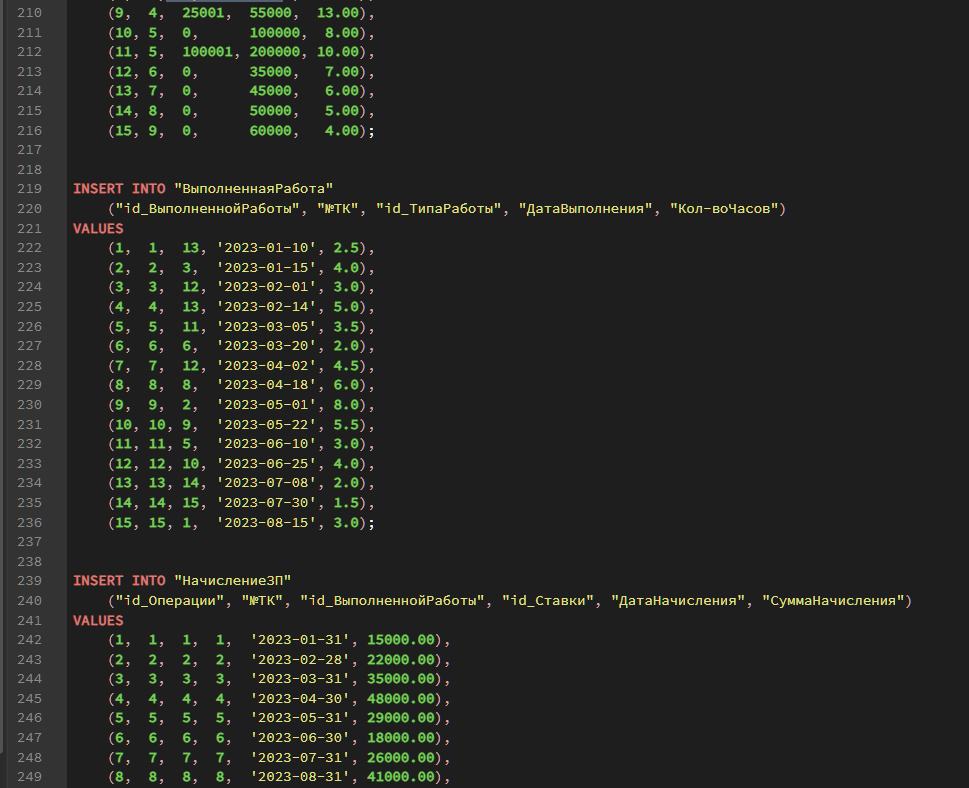 210 (9, 4, 25001, 55000, 13.00),
211 (10, 5, 0, 100000, 8.00),
212 (11, 5, 100001, 200000, 10.00),
213 (12, 6, 0, 35000, 7.00),
214 (13, 7, 0, 45000, 6.00),
215 (14, 8, 0, 50000, 5.00),
216 (15, 9, 0, 60000, 4.00);
217
218
219 INSERT INTO "ВыполненнаяРабота"
220 ("id_ВыполненнойРаботы", "№ТК", "id_ТипаРаботы", "ДатаВыполнения", "Кол-воЧасов")
221 VALUES
222 (1, 1, 13, '2023-01-10', 2.5),
223 (2, 2, 3, '2023-01-15', 4.0),
224 (3, 3, 12, '2023-02-01', 3.0),
225 (4, 4, 13, '2023-02-14', 5.0),
226 (5, 5, 11, '2023-03-05', 3.5),
227 (6, 6, 6, '2023-03-20', 2.0),
228 (7, 7, 12, '2023-04-02', 4.5),
229 (8, 8, 8, '2023-04-18', 6.0),
230 (9, 9, 2, '2023-05-01', 8.0),
231 (10, 10, 9, '2023-05-22', 5.5),
232 (11, 11, 5, '2023-06-10', 3.0),
233 (12, 12, 10, '2023-06-25', 4.0),
234 (13, 13, 14, '2023-07-08', 2.0),
235 (14, 14, 15, '2023-07-30', 1.5),
236 (15, 15, 1, '2023-08-15', 3.0);
237
238
239 INSERT INTO "НачислениеЗП"
240 ("id_Операции", "№ТК", "id_ВыполненнойРаботы", "id_Ставки", "ДатаНачисления", "СуммаНачисления")
241 VALUES
242 (1, 1, 1, 1, '2023-01-31', 15000.00),
243 (2, 2, 2, 2, '2023-02-28', 22000.00),
244 (3, 3, 3, 3, '2023-03-31', 35000.00),
245 (4, 4, 4, 4, '2023-04-30', 48000.00),
246 (5, 5, 5, 5, '2023-05-31', 29000.00),
247 (6, 6, 6, 6, '2023-06-30', 18000.00),
248 (7, 7, 7, 7, '2023-07-31', 26000.00),
249 (8, 8, 8, 8, '2023-08-31', 41000.00),